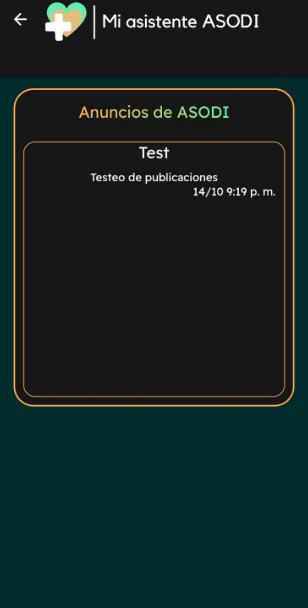 Mi asistente ASODI
Anuncios de ASODI
Test
Testeo de publicaciones
14/10 9:19 p. m.